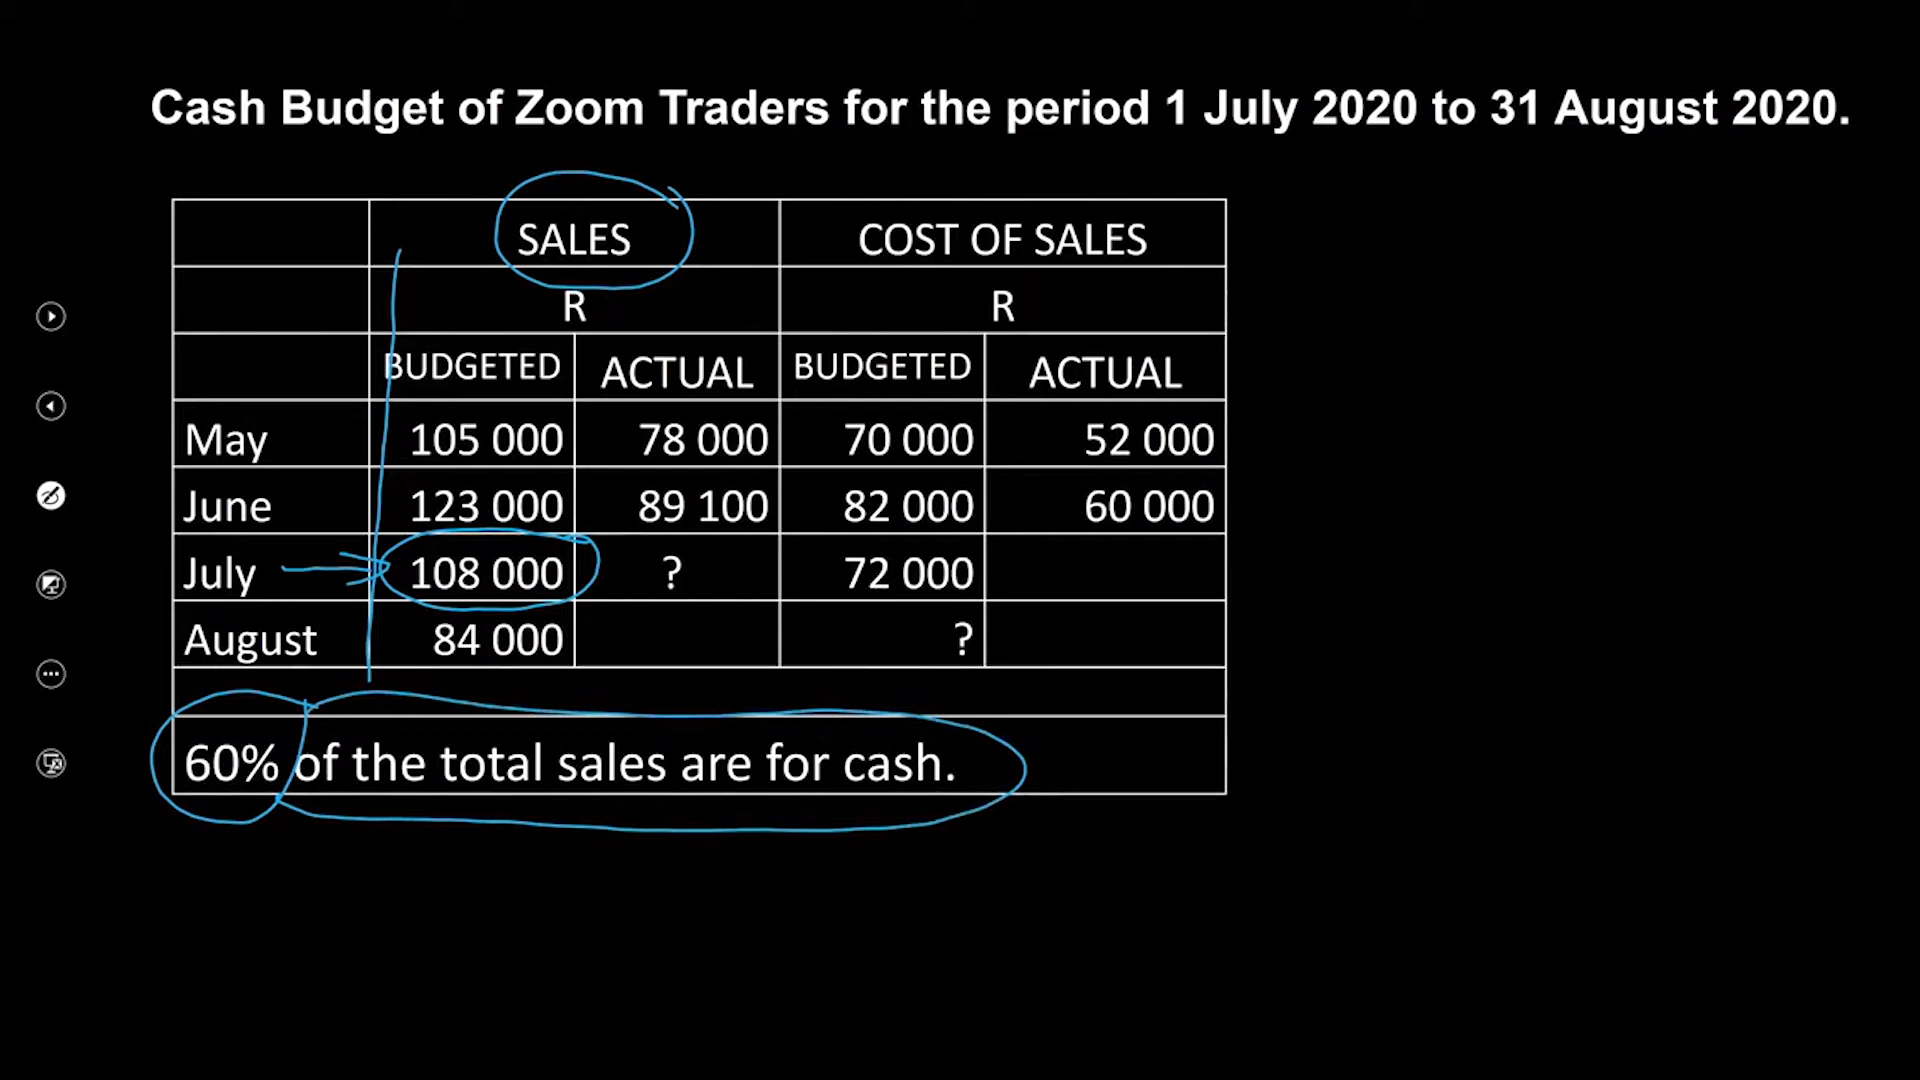 Cash Budget of Zoom Traders for the period 1 July 2020 to 31 August 2020.
SALES COST OF SALES
R R
BUDGETED ACTUAL BUDGETED ACTUAL
May 105 000 78 000 70 000 52 000
June 123 000 89 100 82 000 60 000
July 108 000 ? 72 000
August 84 000 ?
60% of the total sales are for cash.